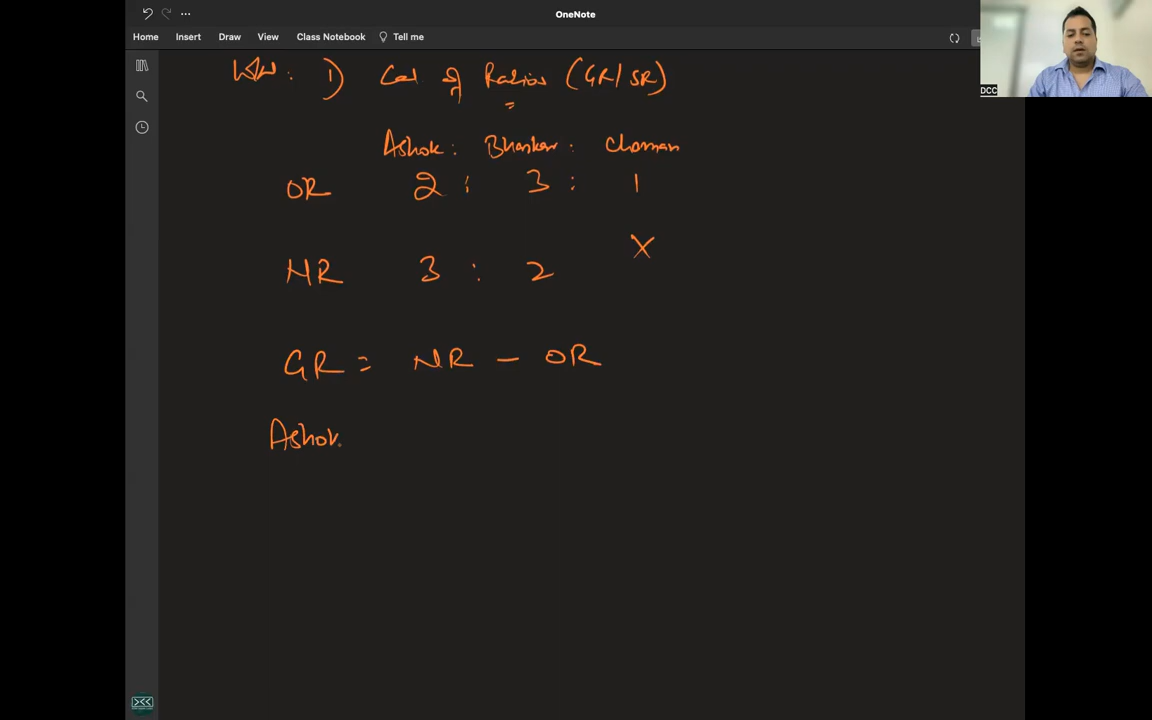 OneNote
Home Insert Draw View Class Notebook Tell me
DCC
1) Cal of Ratios (GR/SR)
Ashok : Bhaskar : Chaman
OR 2 : 3 : 1
X
NR 3 : 2
GR = NR - OR
Ashok